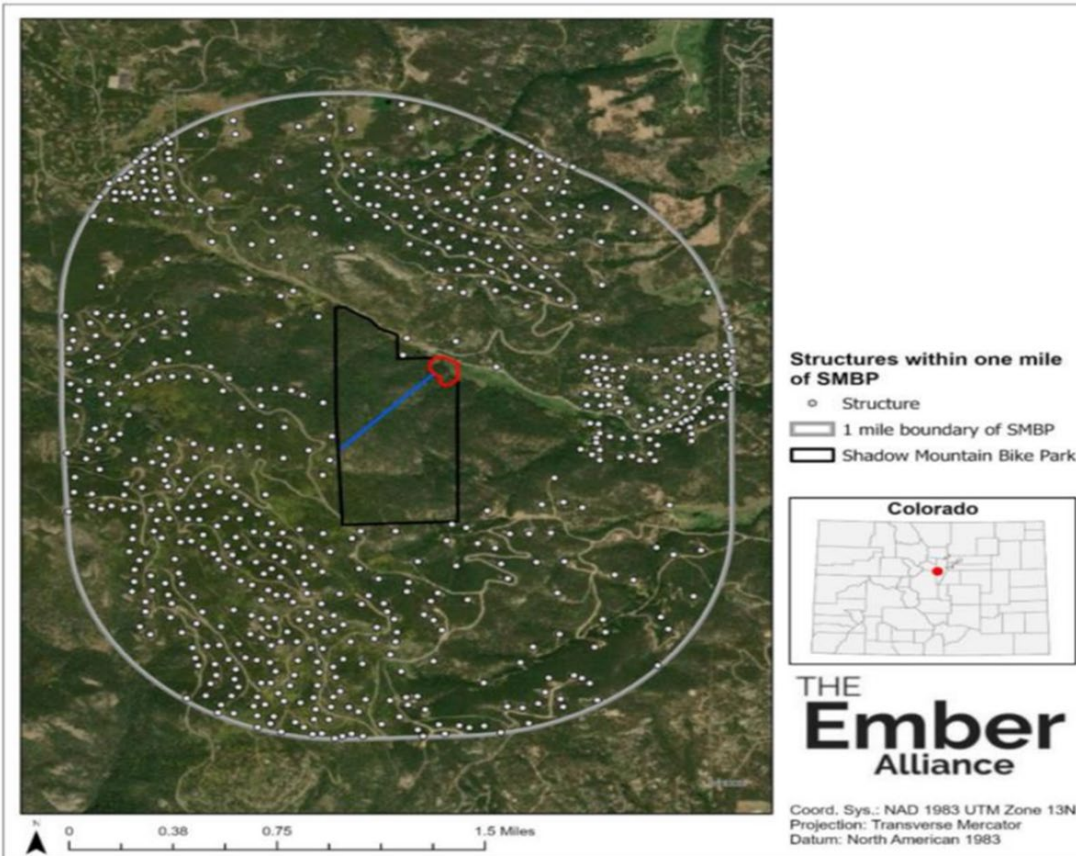 Structures within one mile
of SMBP
Structure
1 mile boundary of SMBP
Shadow Mountain Bike Park
Colorado
THE
Ember
Alliance
Coord. Sys.: NAD 1983 UTM Zone 13N
Projection: Transverse Mercator
Datum: North American 1983
N
0 0.38 0.75 1.5 Miles